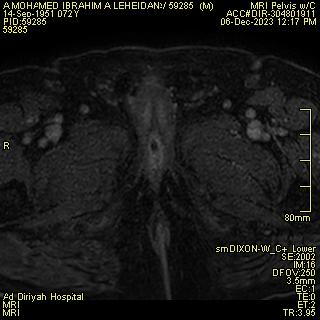 A MOHAMED IBRAHIM A LEHEIDAN:/ 59285 (M)
14-Sep-1951 072Y
PID:59285
59285
MRI Pelvis w/C
ACC#DIR-304801911
06-Dec-2023 12:17 PM
R
80mm
smDIXON-W_C+ Lower
SE:2002
IM:16
DFOV:250
3.5mm
EC:1
TE:0
ET:2
TR:3.95
Ad Diriyah Hospital
MRI
MRI